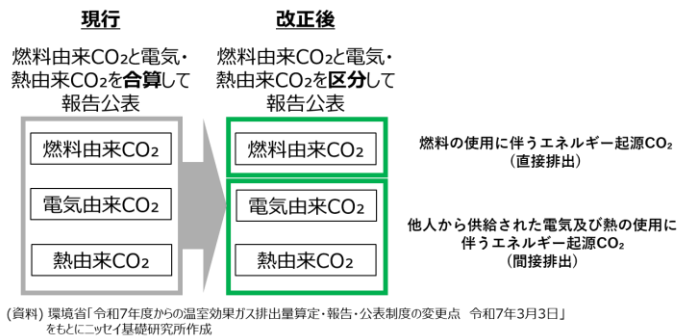 現行
燃料由来CO₂と電気・
熱由来CO₂を合算して
報告公表
燃料由来CO₂
電気由来CO₂
熱由来CO₂
改正後
燃料由来CO₂と電気・
熱由来CO₂を区分して
報告公表
燃料由来CO₂
電気由来CO₂
熱由来CO₂
燃料の使用に伴うエネルギー起源CO₂
（直接排出）
他人から供給された電気及び熱の使用に
伴うエネルギー起源CO₂
（間接排出）
(資料) 環境省「令和7年度からの温室効果ガス排出量算定・報告・公表制度の変更点　令和7年3月3日」
をもとにニッセイ基礎研究所作成